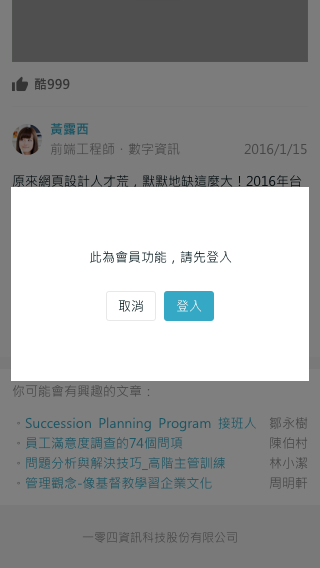 酷999
黃露西
前端工程師．數字資訊 2016/1/15
原來網頁設計人才荒，默默地缺這麼大！2016年台
此為會員功能，請先登入
取消 登入
你可能會有興趣的文章：
・Succession Planning Program 接班人 鄒永樹
・員工滿意度調查的74個問項 陳伯村
・問題分析與解決技巧_高階主管訓練 林小潔
・管理觀念-像基督教學習企業文化 周明軒
一零四資訊科技股份有限公司